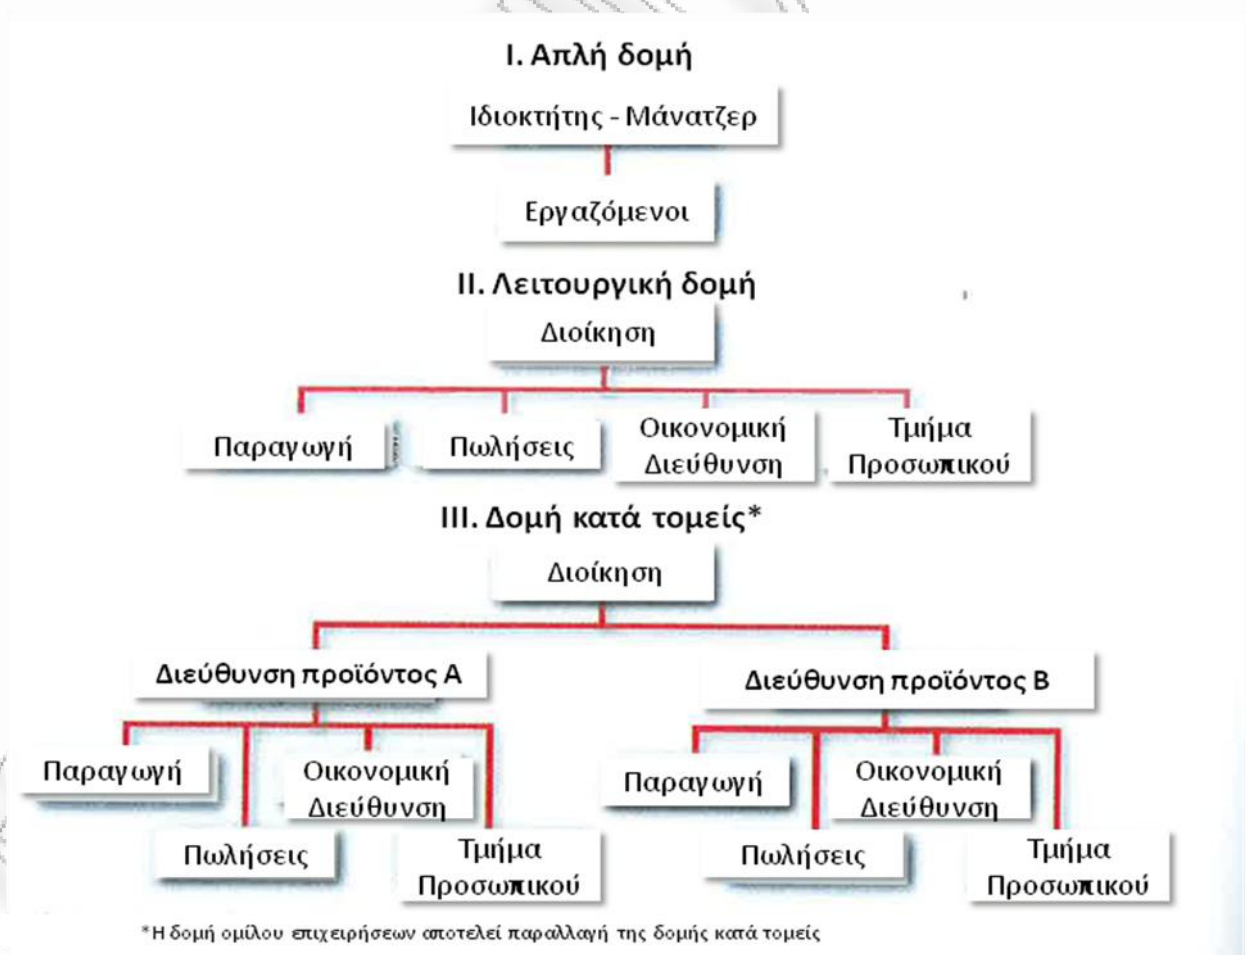 I. Απλή δομή
Ιδιοκτήτης - Μάνατζερ
Εργαζόμενοι
II. Λειτουργική δομή
Διοίκηση
Παραγωγή
Πωλήσεις
Οικονομική
Διεύθυνση
Τμήμα
Προσωπικού
III. Δομή κατά τομείς*
Διοίκηση
Διεύθυνση προϊόντος Α
Διεύθυνση προϊόντος Β
Παραγωγή
Οικονομική
Διεύθυνση
Πωλήσεις
Τμήμα
Προσωπικού
Παραγωγή
Οικονομική
Διεύθυνση
Πωλήσεις
Τμήμα
Προσωπικού
*Η δομή ομίλου επιχειρήσεων αποτελεί παραλλαγή της δομής κατά τομείς